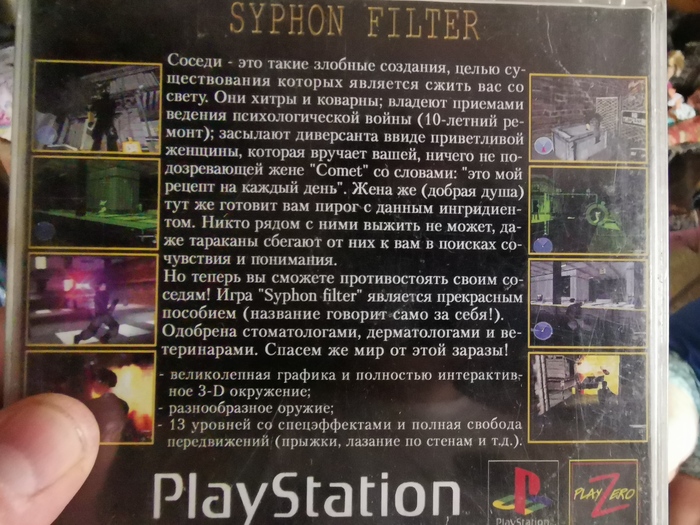 SYPHON FILTER
Соседи - это такие злобные создания, целью су-
ществования которых является сжить вас со
свету. Они хитры и коварны; владеют приемами
ведения психологической войны (10-летний ре-
монт); засылают диверсанта ввиде приветливой
женщины, которая вручает вашей, ничего не по-
дозревающей жене "Comet" со словами: "это мой
рецепт на каждый день". Жена же (добрая душа)
тут же готовит вам пирог с данным ингридиен-
том. Никто рядом с ними выжить не может, да-
же тараканы сбегают от них к вам в поисках со-
чувствия и понимания.
Но теперь вы сможете противостоять своим со-
седям! Игра "Syphon filter" является прекрасным
пособием (название говорит само за себя!).
Одобрена стоматологами, дерматологами и ве-
теринарами. Спасем же мир от этой заразы!
- великолепная графика и полностью интерактив-
ное 3-D окружение;
- разнообразное оружие;
- 13 уровней со спецэффектами и полная свобода
передвижений (прыжки, лазание по стенам и т.д.).
PlayStation
PlayStation
PLAY ZERO